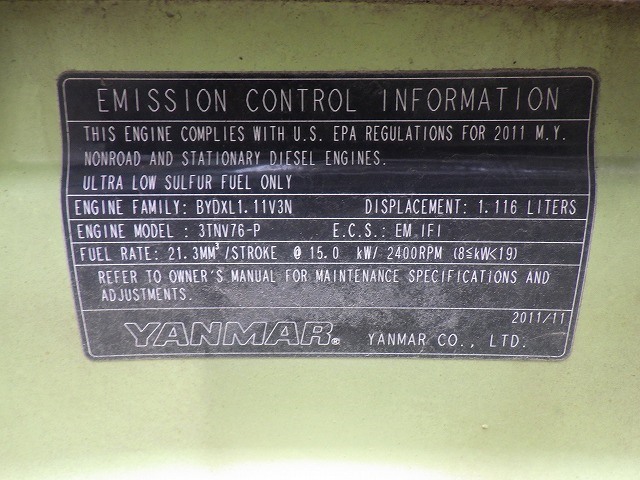 EMISSION CONTROL INFORMATION
THIS ENGINE COMPLIES WITH U.S. EPA REGULATIONS FOR 2011 M.Y.
NONROAD AND STATIONARY DIESEL ENGINES.
ULTRA LOW SULFUR FUEL ONLY
ENGINE FAMILY: BYDXL1.11V3N DISPLACEMENT: 1.116 LITERS
ENGINE MODEL : 3TNV76-P E.C.S.: EM IFI
FUEL RATE: 21.3MM³/STROKE @ 15.0 kW/ 2400RPM (8≦kW<19)
REFER TO OWNER'S MANUAL FOR MAINTENANCE SPECIFICATIONS AND
ADJUSTMENTS.
2011/11
YANMAR® YANMAR CO., LTD.